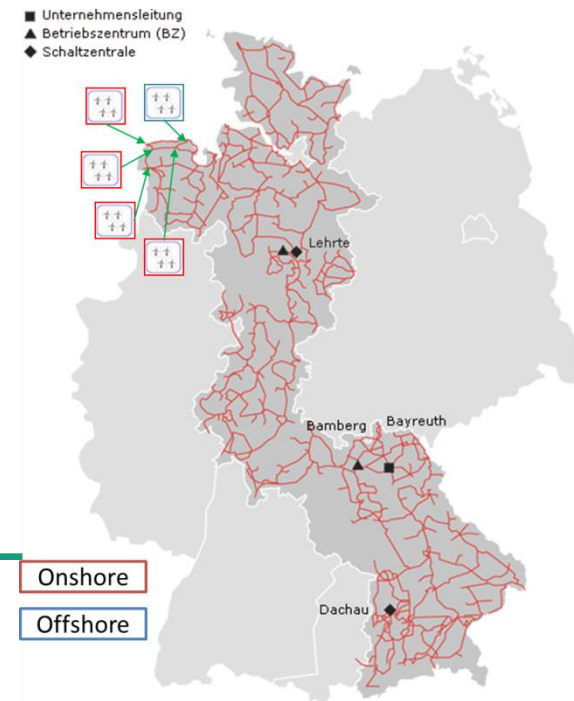 Unternehmensleitung
Betriebszentrum (BZ)
Schaltzentrale
Lehrte
Bamberg Bayreuth
Onshore
Dachau
Offshore